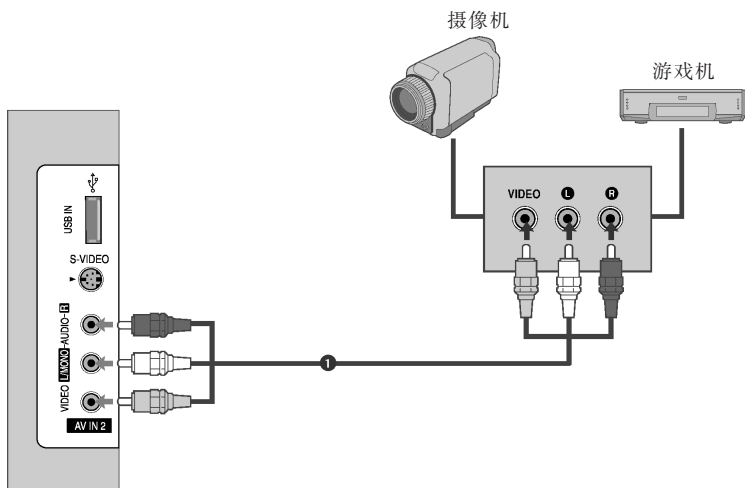 摄像机
游戏机
VIDEO L R
USB IN
S-VIDEO
VIDEO L/MONO-AUDIO-R
AV IN 2
1